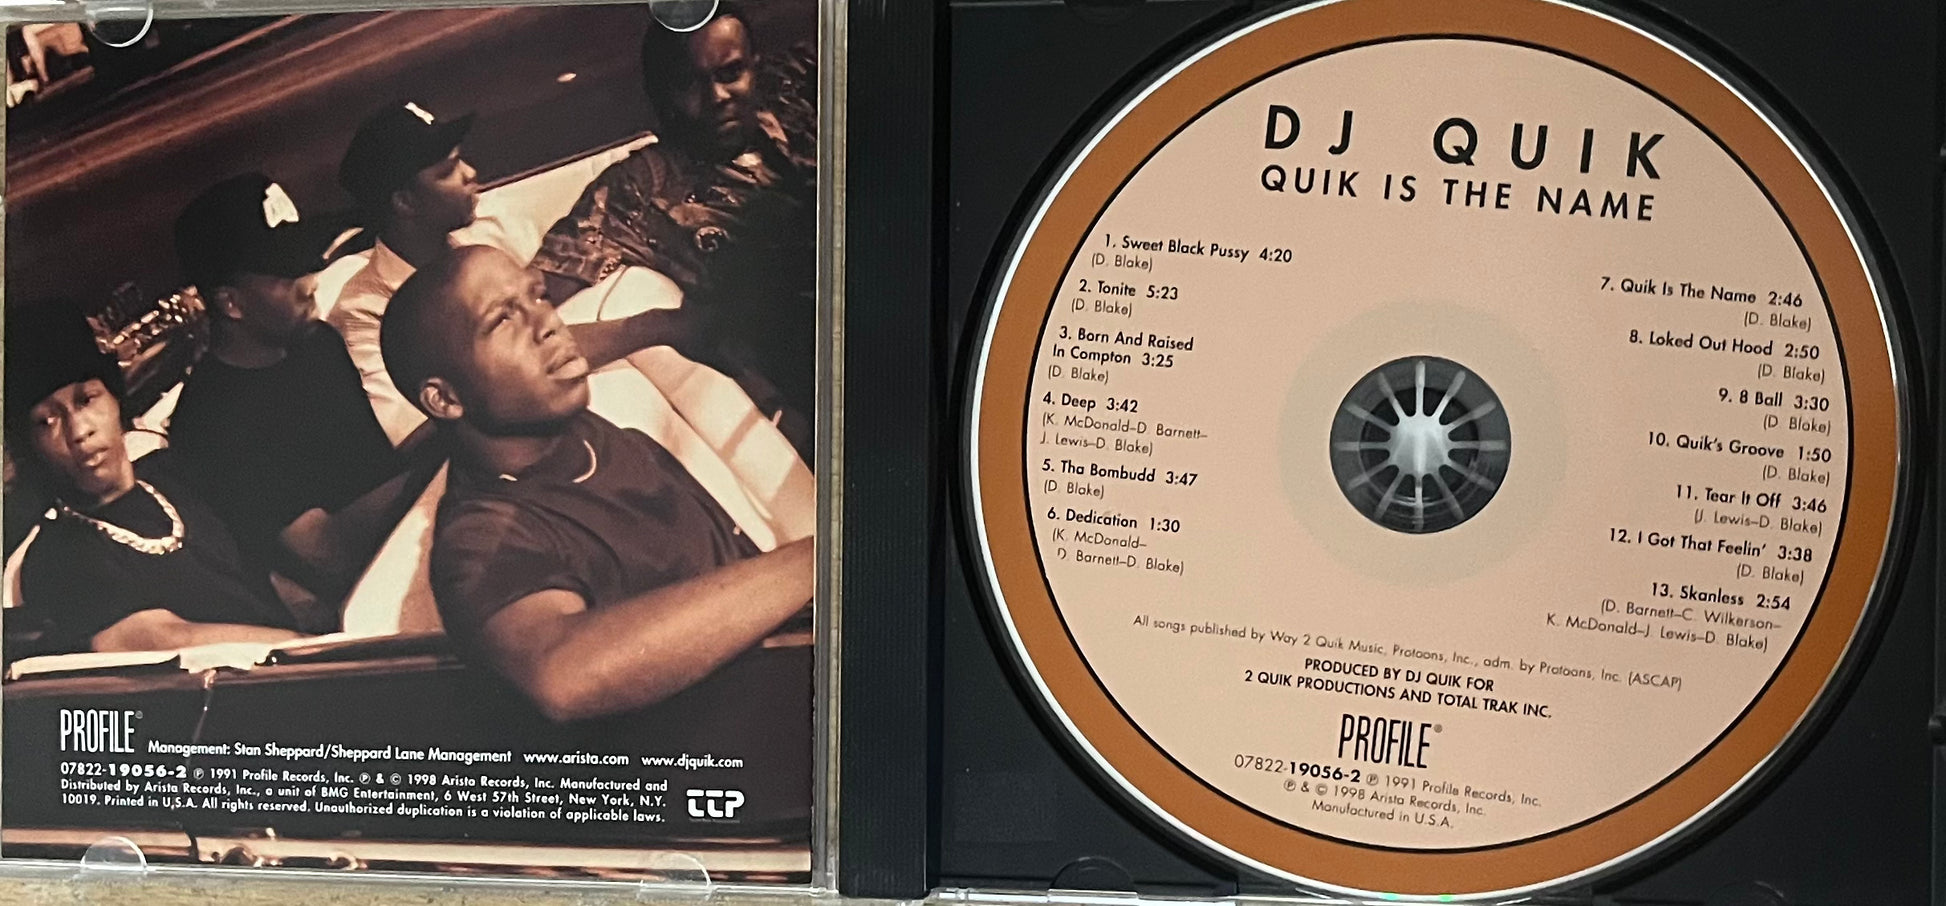 PROFILE®
Management: Stan Sheppard/Sheppard Lane Management www.arista.com www.djquik.com
07822-19056-2 ℗ 1991 Profile Records, Inc. ℗ & © 1998 Arista Records, Inc. Manufactured and
Distributed by Arista Records, Inc., a unit of BMG Entertainment, 6 West 57th Street, New York, N.Y.
10019. Printed in U.S.A. All rights reserved. Unauthorized duplication is a violation of applicable laws.
DJ QUIK
QUIK IS THE NAME
1. Sweet Black Pussy 4:20
(D. Blake)
2. Tonite 5:23
(D. Blake)
3. Born And Raised
In Compton 3:25
(D. Blake)
4. Deep 3:42
(K. McDonald–D. Barnett–
J. Lewis–D. Blake)
5. Tha Bombudd 3:47
(D. Blake)
6. Dedication 1:30
(K. McDonald–
D. Barnett–D. Blake)
7. Quik Is The Name 2:46
(D. Blake)
8. Loked Out Hood 2:50
(D. Blake)
9. 8 Ball 3:30
(D. Blake)
10. Quik's Groove 1:50
(D. Blake)
11. Tear It Off 3:46
(J. Lewis–D. Blake)
12. I Got That Feelin' 3:38
(D. Blake)
13. Skanless 2:54
(D. Barnett–C. Wilkerson–
K. McDonald–J. Lewis–D. Blake)
All songs published by Way 2 Quik Music, Protoons, Inc., adm. by Protoons, Inc. (ASCAP)
PRODUCED BY DJ QUIK FOR
2 QUIK PRODUCTIONS AND TOTAL TRAK INC.
PROFILE®
07822-19056-2 ℗ 1991 Profile Records, Inc.
℗ & © 1998 Arista Records, Inc.
Manufactured in U.S.A.